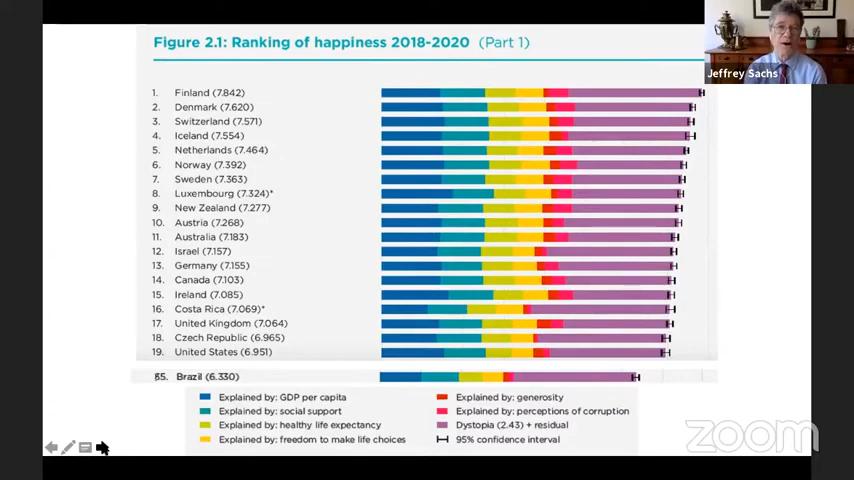 Figure 2.1: Ranking of happiness 2018-2020 (Part 1)
Jeffrey Sachs
1. Finland (7.842)
2. Denmark (7.620)
3. Switzerland (7.571)
4. Iceland (7.554)
5. Netherlands (7.464)
6. Norway (7.392)
7. Sweden (7.363)
8. Luxembourg (7.324)*
9. New Zealand (7.277)
10. Austria (7.268)
11. Australia (7.183)
12. Israel (7.157)
13. Germany (7.155)
14. Canada (7.103)
15. Ireland (7.085)
16. Costa Rica (7.069)*
17. United Kingdom (7.064)
18. Czech Republic (6.965)
19. United States (6.951)
Brazil (6.330)
Explained by: GDP per capita
Explained by: social support
Explained by: healthy life expectancy
Explained by: freedom to make life choices
Explained by: generosity
Explained by: perceptions of corruption
Dystopia (2.43) + residual
95% confidence interval
zoom